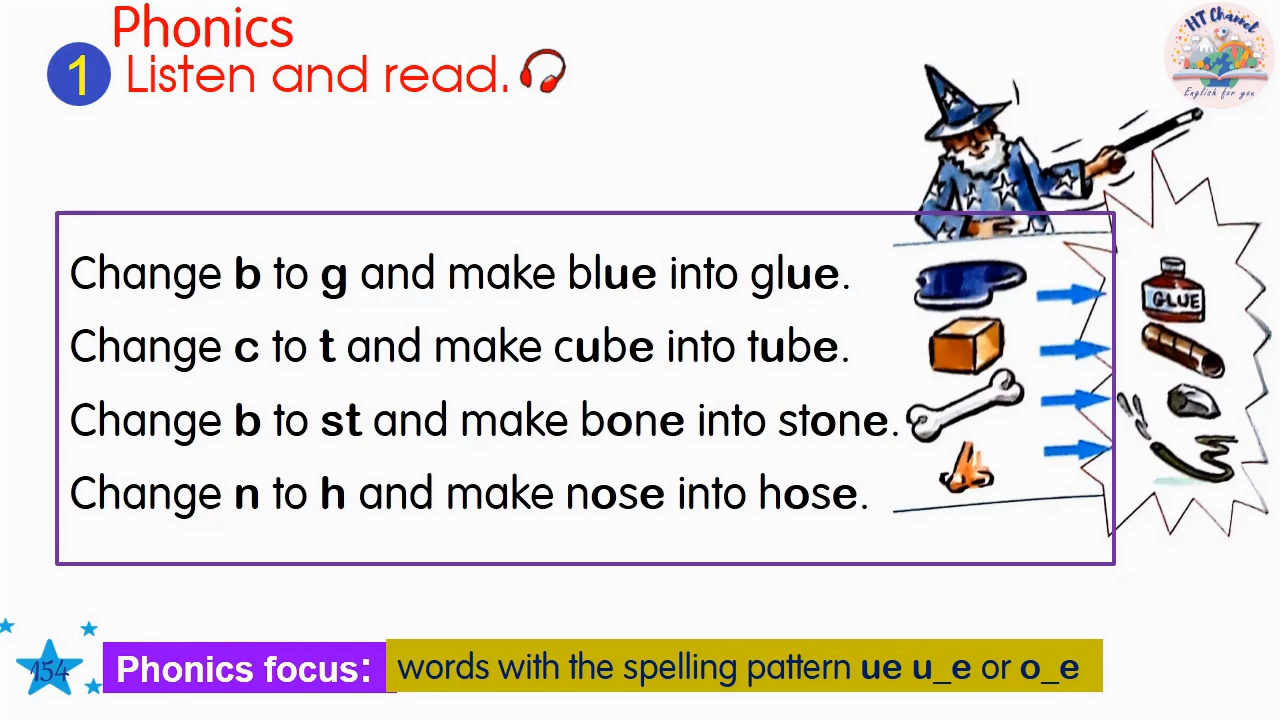 Phonics
1 Listen and read.
HT Channel
English for you
Change b to g and make blue into glue.
Change c to t and make cube into tube.
Change b to st and make bone into stone.
Change n to h and make nose into hose.
GLUE
154
Phonics focus: words with the spelling pattern ue u_e or o_e